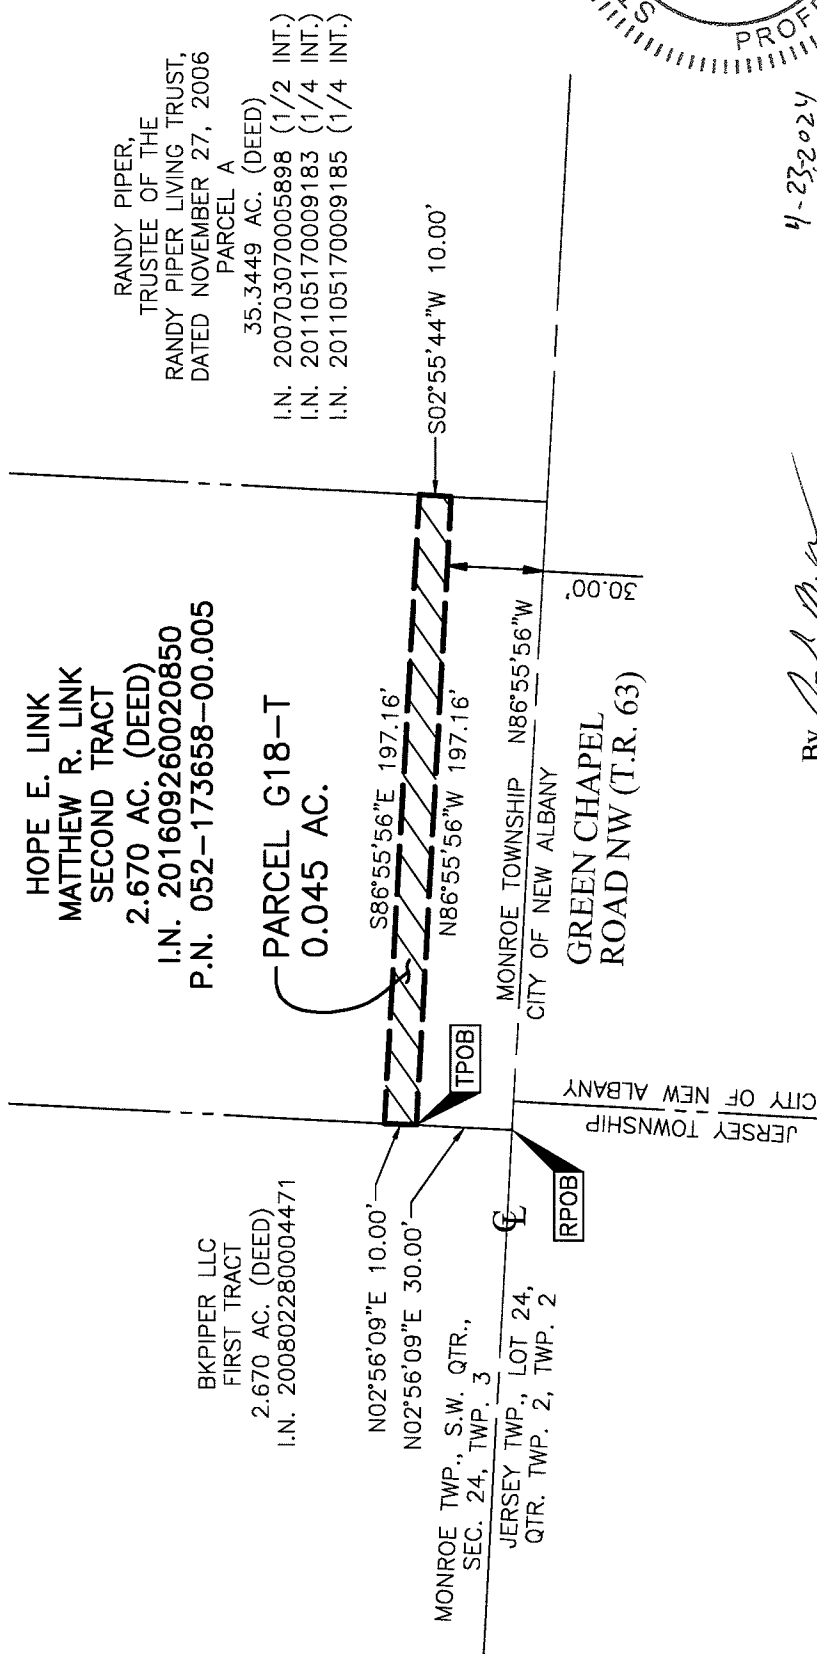 HOPE E. LINK
MATTHEW R. LINK
SECOND TRACT
2.670 AC. (DEED)
I.N. 201609260020850
P.N. 052-173658-00.005
RANDY PIPER,
TRUSTEE OF THE
RANDY PIPER LIVING TRUST,
DATED NOVEMBER 27, 2006
PARCEL A
35.3449 AC. (DEED)
I.N. 200703070005898 (1/2 INT.)
I.N. 201105170009183 (1/4 INT.)
I.N. 201105170009185 (1/4 INT.)
BKPIPER LLC
FIRST TRACT
2.670 AC. (DEED)
I.N. 200802280004471
PARCEL G18-T
0.045 AC.
S86°55'56"E 197.16'
N86°55'56"W 197.16'
S02°55'44"W 10.00'
N02°56'09"E 10.00'
N02°56'09"E 30.00'
TPOB
30.00'
MONROE TWP., S.W. QTR.,
SEC. 24, TWP. 3
JERSEY TWP., LOT 24,
QTR. TWP. 2, TWP. 2
RPOB
MONROE TOWNSHIP N86°55'56"W
CITY OF NEW ALBANY
GREEN CHAPEL
ROAD NW (T.R. 63)
JERSEY TOWNSHIP
CITY OF NEW ALBANY
PROF
By
4-23-2024